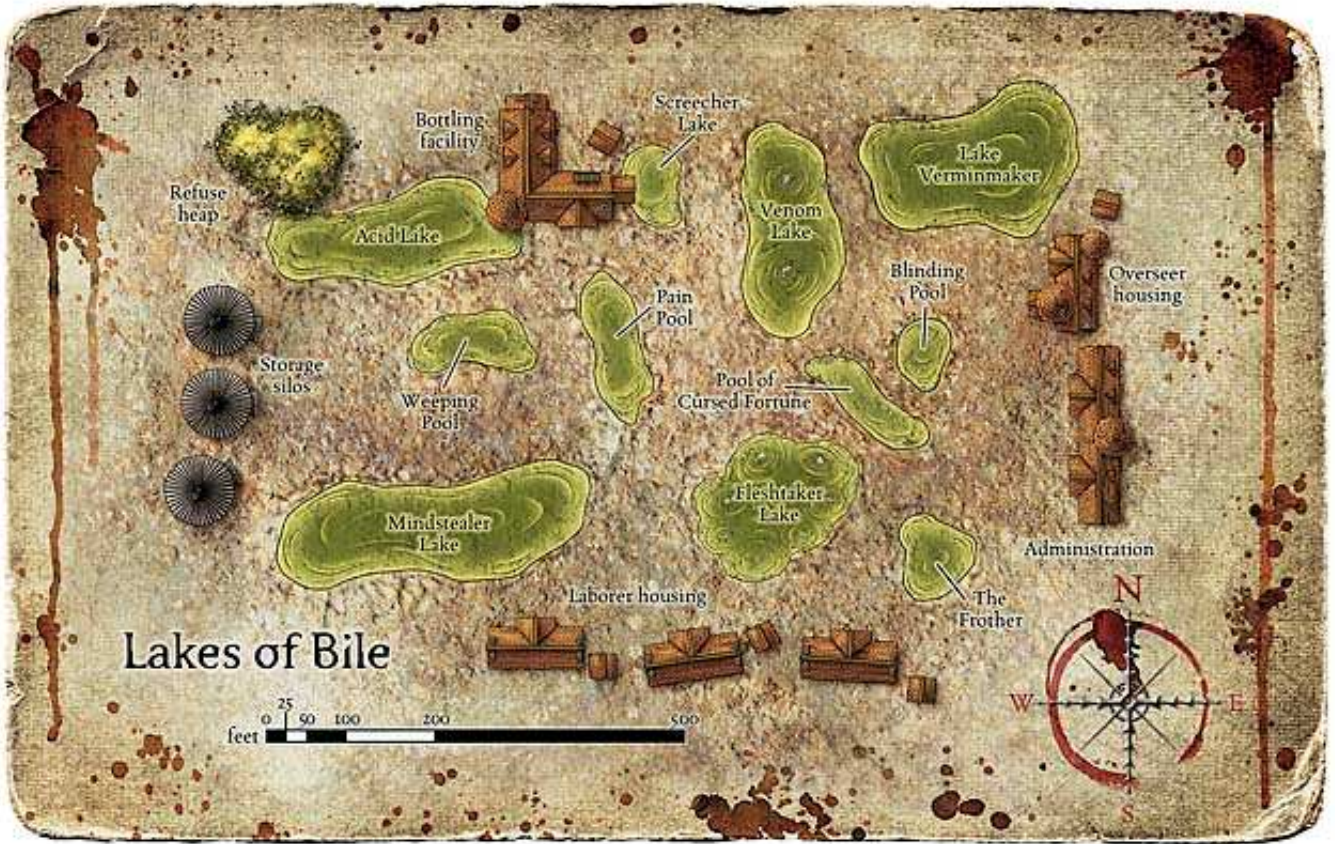 Screecher
Lake
Bottling
facility
Lake
Verminmaker
Refuse
heap
Acid Lake
Venom
Lake
Blinding
Pool
Overseer
housing
Pain
Pool
Storage
silos
Weeping
Pool
Pool of
Cursed Fortune
Mindstealer
Lake
Fleshtaker
Lake
Administration
Laborer housing
The
Frother
Lakes of Bile
N
W
E
S
25
0 50 100 200 500
feet